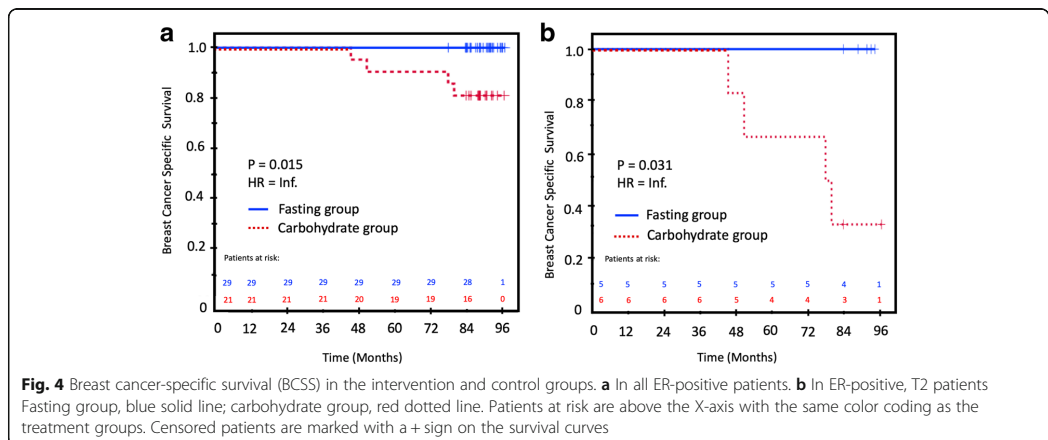 a
Breast Cancer Specific Survival
1.0
0.8
0.6
0.4
0.2
0
P = 0.015
HR = Inf.
Fasting group
Carbohydrate group
Patients at risk:
29 29 29 29 29 29 29 28 1
21 21 21 21 20 19 19 16 0
0 12 24 36 48 60 72 84 96
Time (Months)
b
Breast Cancer Specific Survival
1.0
0.8
0.6
0.4
0.2
0
P = 0.031
HR = Inf.
Fasting group
Carbohydrate group
Patients at risk:
5 5 5 5 5 5 5 4 1
6 6 6 6 5 4 4 3 1
0 12 24 36 48 60 72 84 96
Time (Months)
Fig. 4 Breast cancer-specific survival (BCSS) in the intervention and control groups. a In all ER-positive patients. b In ER-positive, T2 patients
Fasting group, blue solid line; carbohydrate group, red dotted line. Patients at risk are above the X-axis with the same color coding as the
treatment groups. Censored patients are marked with a + sign on the survival curves